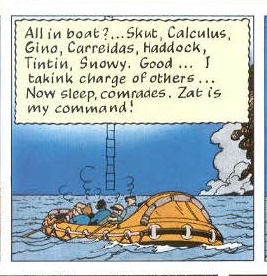 All in boat?...Skut, Calculus,
Gino, Carreidas, Haddock,
Tintin, Snowy. Good ... I
takink charge of others ...
Now sleep, comrades. Zat is
my command!